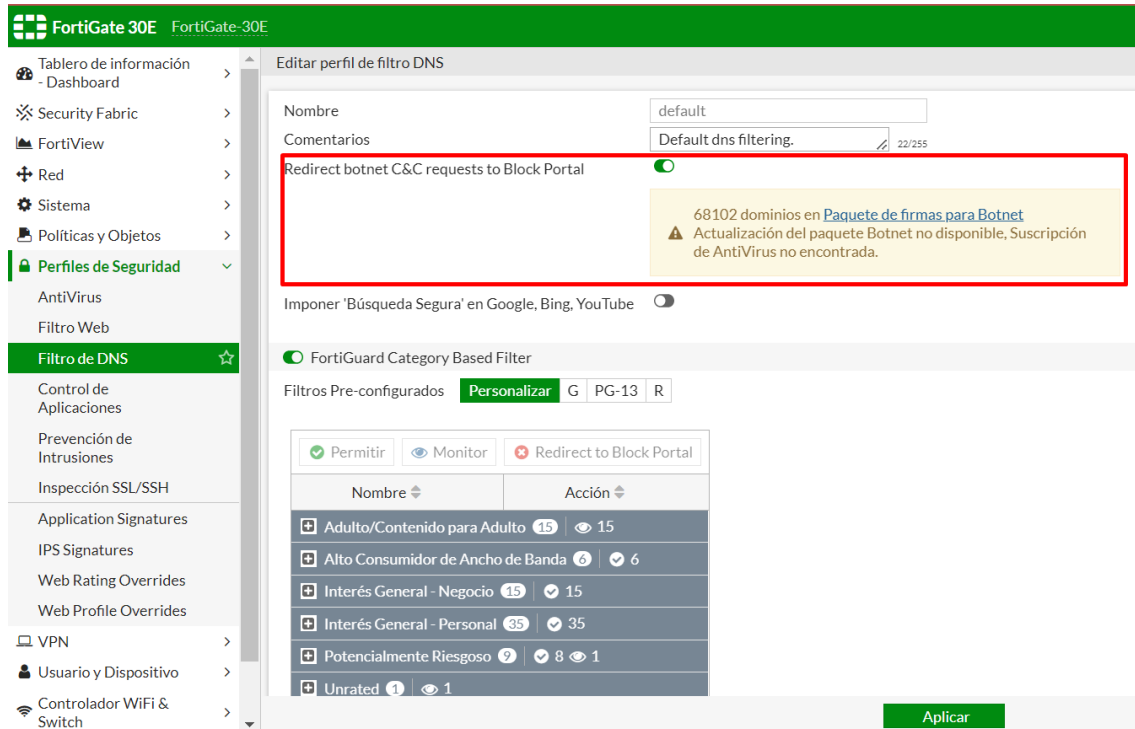 FortiGate 30E FortiGate-30E
Tablero de información
- Dashboard
Security Fabric
FortiView
Red
Sistema
Políticas y Objetos
Perfiles de Seguridad
AntiVirus
Filtro Web
Filtro de DNS
Control de
Aplicaciones
Prevención de
Intrusiones
Inspección SSL/SSH
Application Signatures
IPS Signatures
Web Rating Overrides
Web Profile Overrides
VPN
Usuario y Dispositivo
Controlador WiFi &
Switch
Editar perfil de filtro DNS
Nombre default
Comentarios Default dns filtering. 22/255
Redirect botnet C&C requests to Block Portal
68102 dominios en Paquete de firmas para Botnet
Actualización del paquete Botnet no disponible, Suscripción
de AntiVirus no encontrada.
Imponer 'Búsqueda Segura' en Google, Bing, YouTube
FortiGuard Category Based Filter
Filtros Pre-configurados Personalizar G PG-13 R
Permitir Monitor Redirect to Block Portal
Nombre Acción
Adulto/Contenido para Adulto 15 15
Alto Consumidor de Ancho de Banda 6 6
Interés General - Negocio 15 15
Interés General - Personal 35 35
Potencialmente Riesgoso 9 8 1
Unrated 1 1
Aplicar